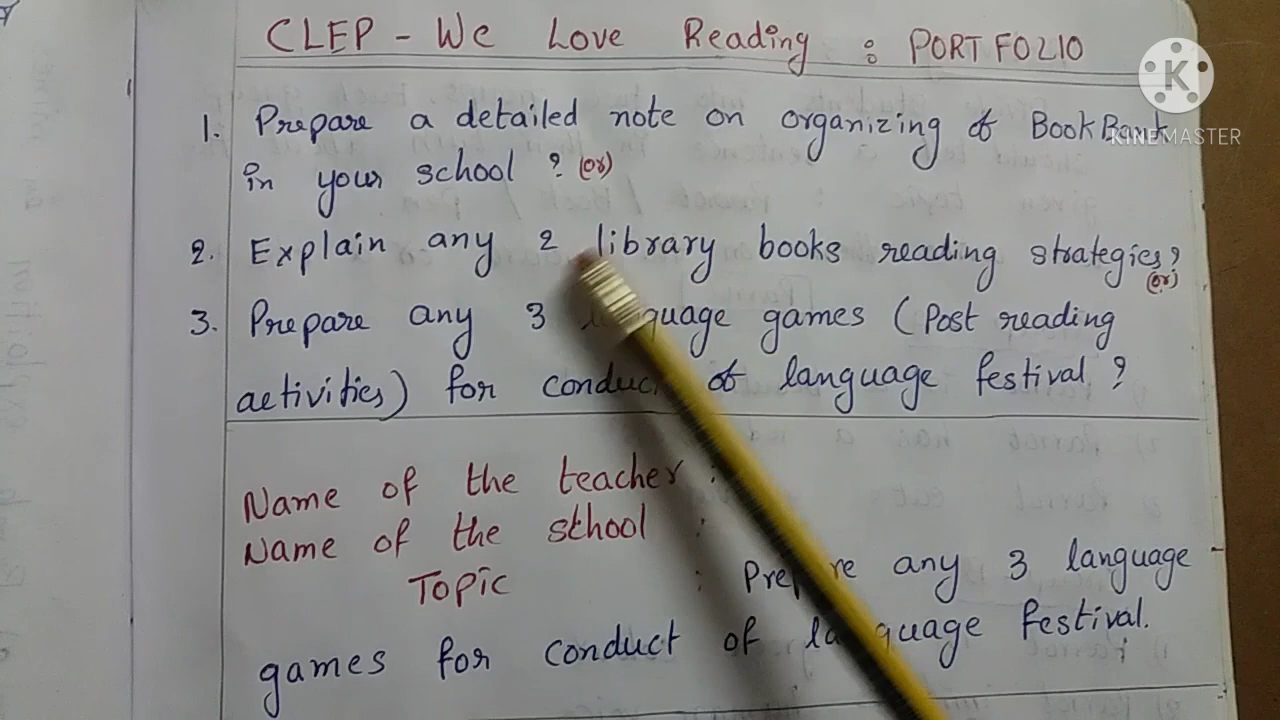 CLEP - We Love Reading : PORTFOLIO
K
KINEMASTER
1. Prepare a detailed note on organizing of Book Bank
in your school ? (or)
2. Explain any 2 library books reading strategies ?
(or)
3. Prepare any 3 language games (Post reading
activities) for conduct of language festival ?
Name of the teacher :
Name of the school :
Topic : Prepare any 3 language
games for conduct of language festival.